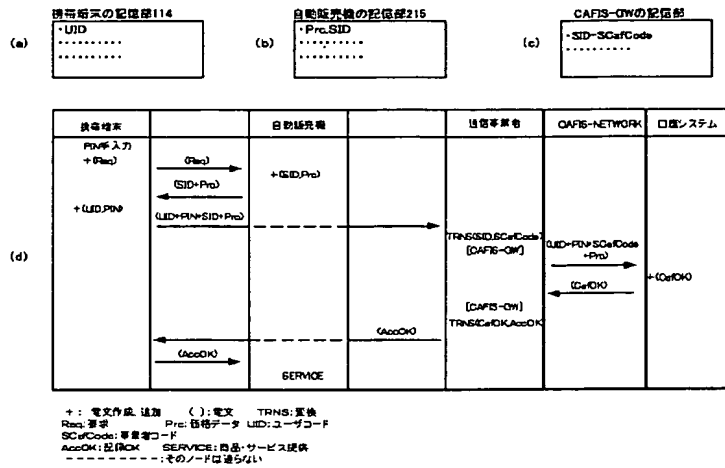 携帯端末の記憶部114
・UID
自動販売機の記憶部215
・Prc,SID
CAFIS-GWの記憶部
・SID-SCafCode
(a)
(b)
(c)
携帯端末
自動販売機
通信事業者
CAFIS-NETWORK
口座システム
PIN手入力
+(Req)
(Req)
+(SID,Prc)
(SID+Prc)
+(UID,PIN)
(UID+PIN+SID+Prc)
TRNS(SID,SCafCode)
[CAFIS-GW]
(UID+PIN+SCafCode
+Prc)
+(CafOK)
(CafOK)
[CAFIS-GW]
TRNS(CafOK,AccOK)
(AccOK)
(AccOK)
SERVICE
(d)
+ : 電文作成、追加 ( ):電文 TRNS:変換
Req:要求 Prc:価格データ UID:ユーザコード
SCafCode:事業者コード
AccOK:記録OK SERVICE:商品・サービス提供
----------:そのノードは通らない